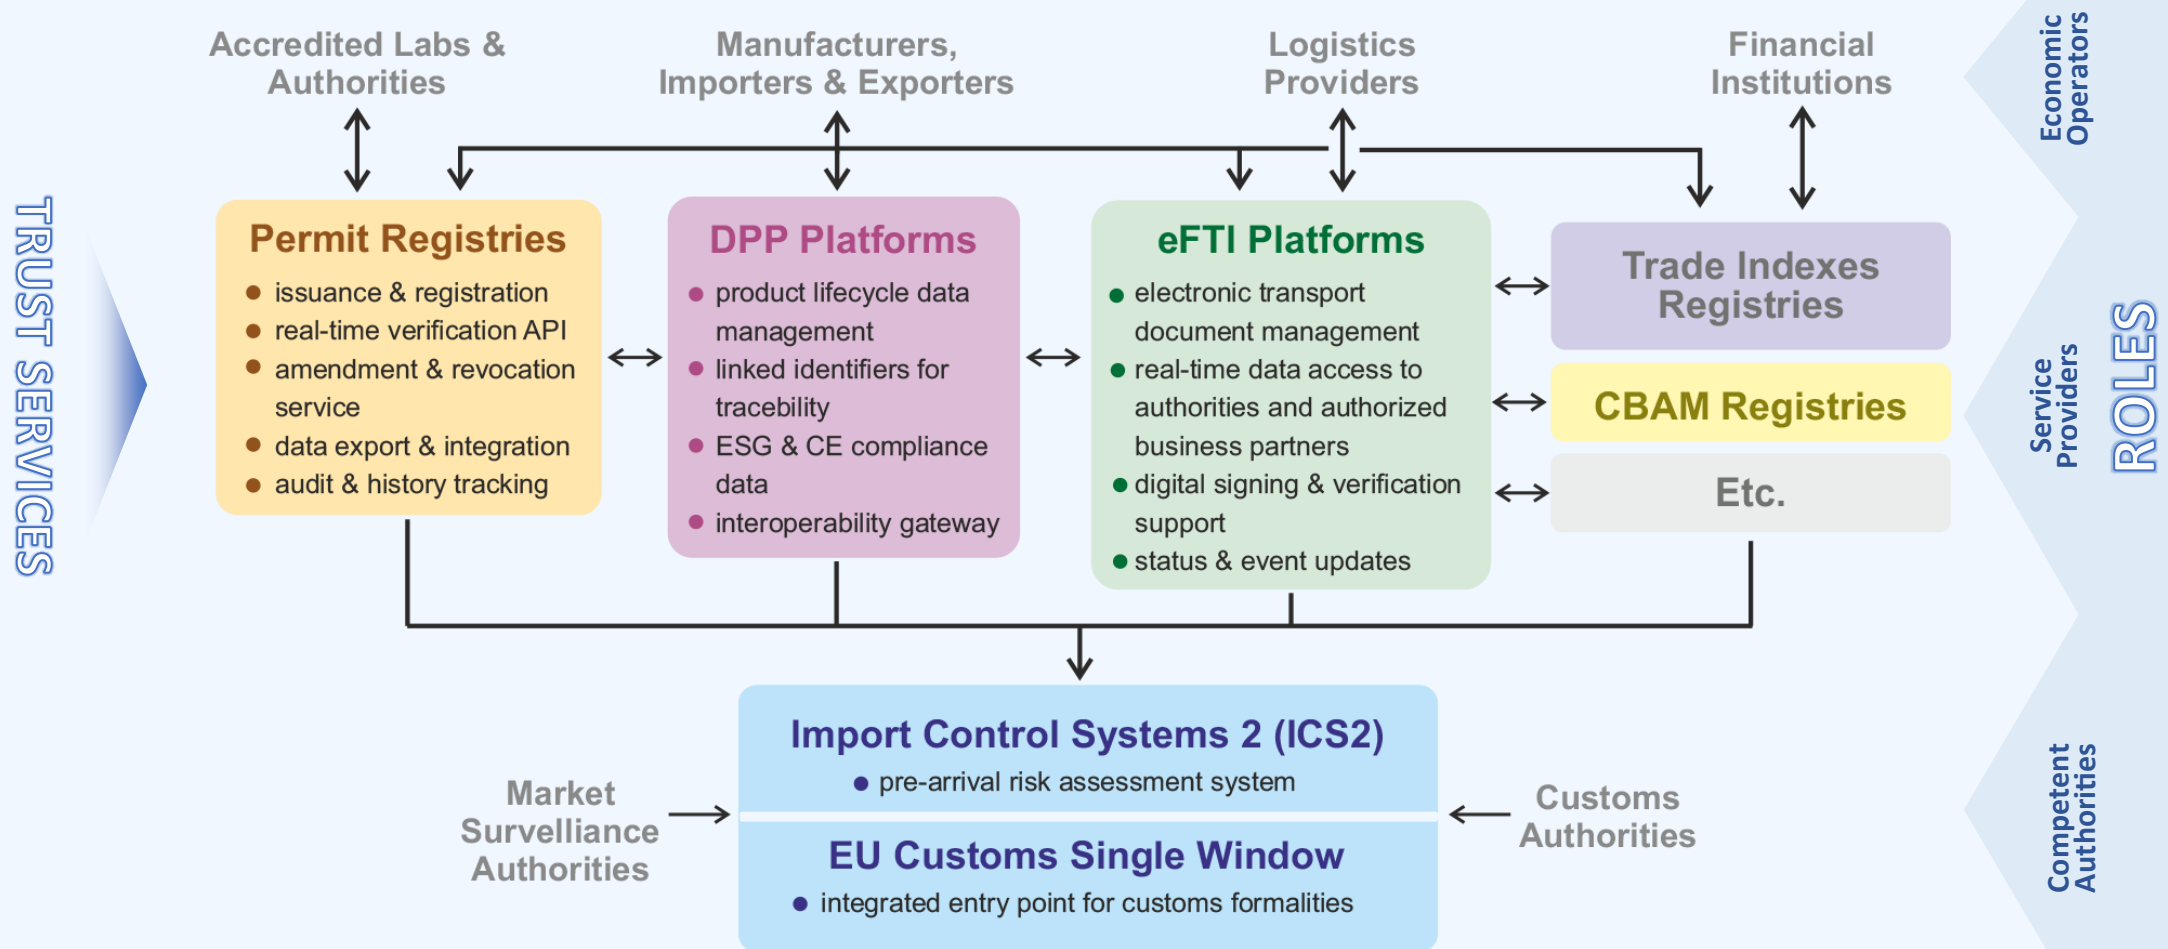 Accredited Labs &
Authorities
Manufacturers,
Importers & Exporters
Logistics
Providers
Financial
Institutions
Economic
Operators
TRUST SERVICES
Permit Registries
issuance & registration
real-time verification API
amendment & revocation
service
data export & integration
audit & history tracking
DPP Platforms
product lifecycle data
management
linked identifiers for
tracebility
ESG & CE compliance
data
interoperability gateway
eFTI Platforms
electronic transport
document management
real-time data access to
authorities and authorized
business partners
digital signing & verification
support
status & event updates
Trade Indexes
Registries
CBAM Registries
Etc.
Service
Providers
ROLES
Import Control Systems 2 (ICS2)
pre-arrival risk assessment system
EU Customs Single Window
integrated entry point for customs formalities
Market
Survelliance
Authorities
Customs
Authorities
Competent
Authorities